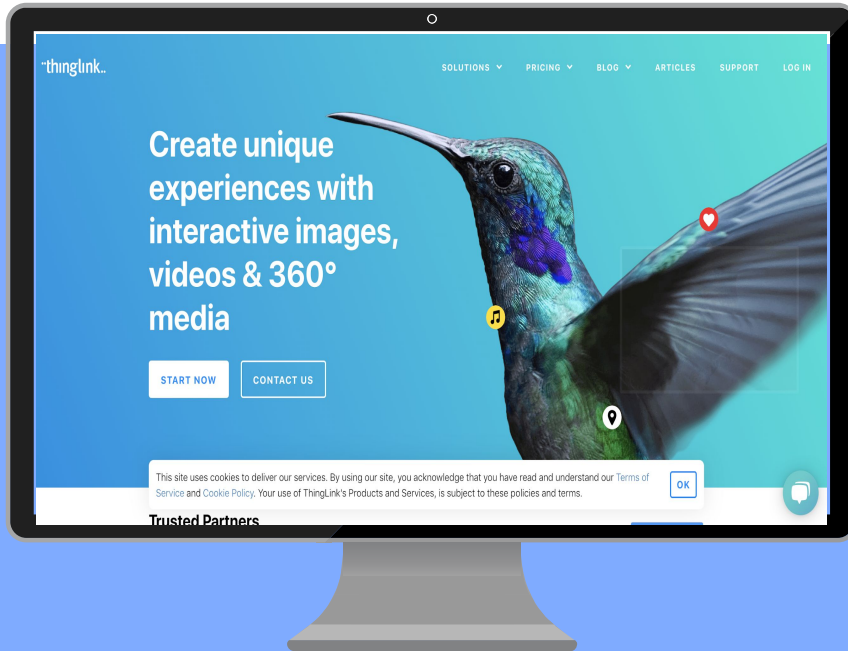 ¨thınglınk..
SOLUTIONS
PRICING
BLOG
ARTICLES
SUPPORT
LOG IN
Create unique
experiences with
interactive images,
videos & 360°
media
START NOW
CONTACT US
This site uses cookies to deliver our services. By using our site, you acknowledge that you have read and understand our Terms of
Service and Cookie Policy. Your use of ThingLink's Products and Services, is subject to these policies and terms.
OK
Trusted Partners